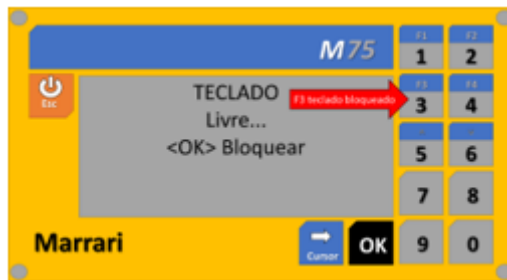 M75
F1
1
F2
2
Esc
TECLADO
Livre...
<OK> Bloquear
F3 teclado bloqueado
F3
3
F4
4
5
6
7
8
Marrari
Cursor
OK
9
0